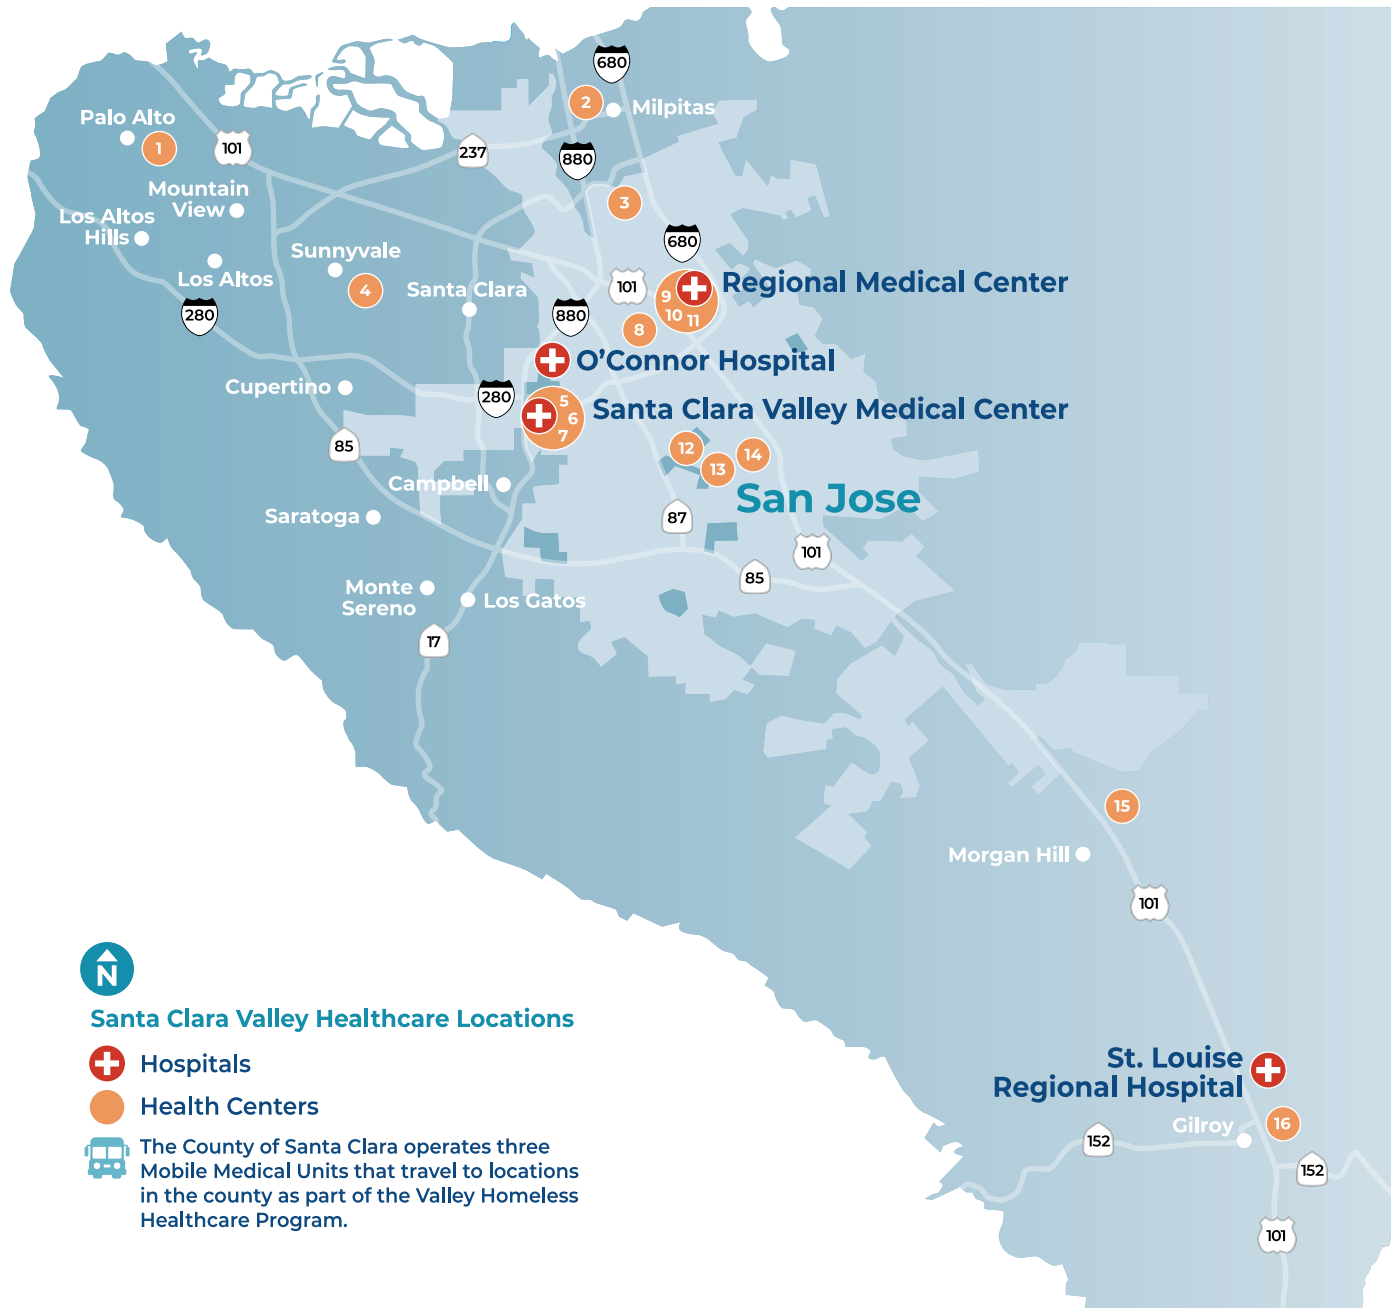 680
2
Milpitas
Palo Alto
1
101
237
880
Mountain
View
3
Los Altos
Hills
680
Sunnyvale
Los Altos
4
Santa Clara
101
Regional Medical Center
9
10
11
280
880
8
O’Connor Hospital
Cupertino
280
5
6
7
Santa Clara Valley Medical Center
85
12
13
14
Campbell
San Jose
Saratoga
87
101
85
Monte
Sereno
Los Gatos
17
15
Morgan Hill
101
N
Santa Clara Valley Healthcare Locations
Hospitals
Health Centers
The County of Santa Clara operates three
Mobile Medical Units that travel to locations
in the county as part of the Valley Homeless
Healthcare Program.
St. Louise
Regional Hospital
Gilroy
16
152
152
101